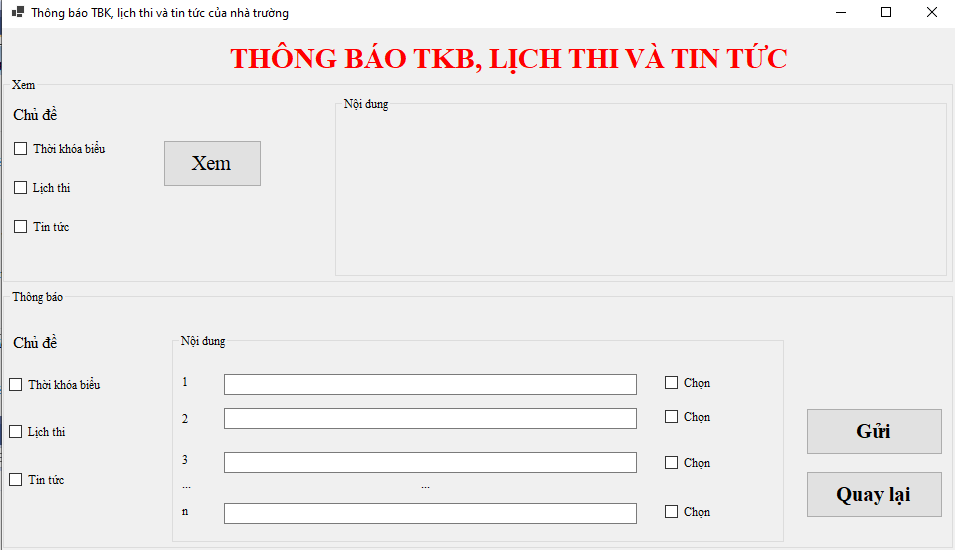 Thông báo TBK, lịch thi và tin tức của nhà trường
THÔNG BÁO TKB, LỊCH THI VÀ TIN TỨC
Xem
Chủ đề
Thời khóa biểu
Lịch thi
Tin tức
Xem
Nội dung
Thông báo
Chủ đề
Thời khóa biểu
Lịch thi
Tin tức
Nội dung
1 Chọn
2 Chọn
3 Chọn
... ...
n Chọn
Gửi
Quay lại